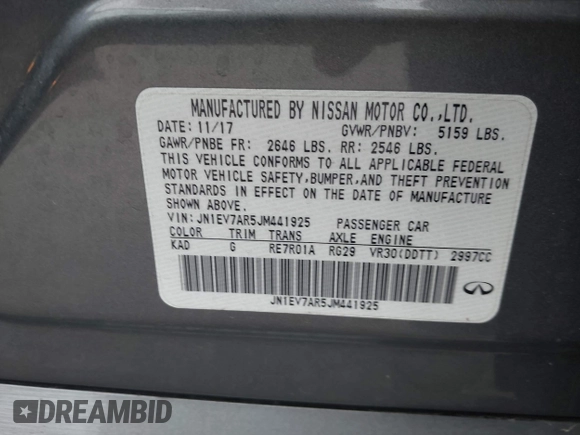 MANUFACTURED BY NISSAN MOTOR CO.,LTD.
DATE: 11/17 GVWR/PNBV: 5159 LBS.
GAWR/PNBE FR: 2646 LBS. RR: 2546 LBS.
THIS VEHICLE CONFORMS TO ALL APPLICABLE FEDERAL
MOTOR VEHICLE SAFETY,BUMPER,AND THEFT PREVENTION
STANDARDS IN EFFECT ON THE DATE OF MANUFACTURE
SHOWN ABOVE.
VIN: JN1EV7AR5JM441925 PASSENGER CAR
COLOR TRIM TRANS AXLE ENGINE
KAD G RE7R01A RG29 VR30(DDTT) 2997CC
JN1EV7AR5JM441925
DREAMBID